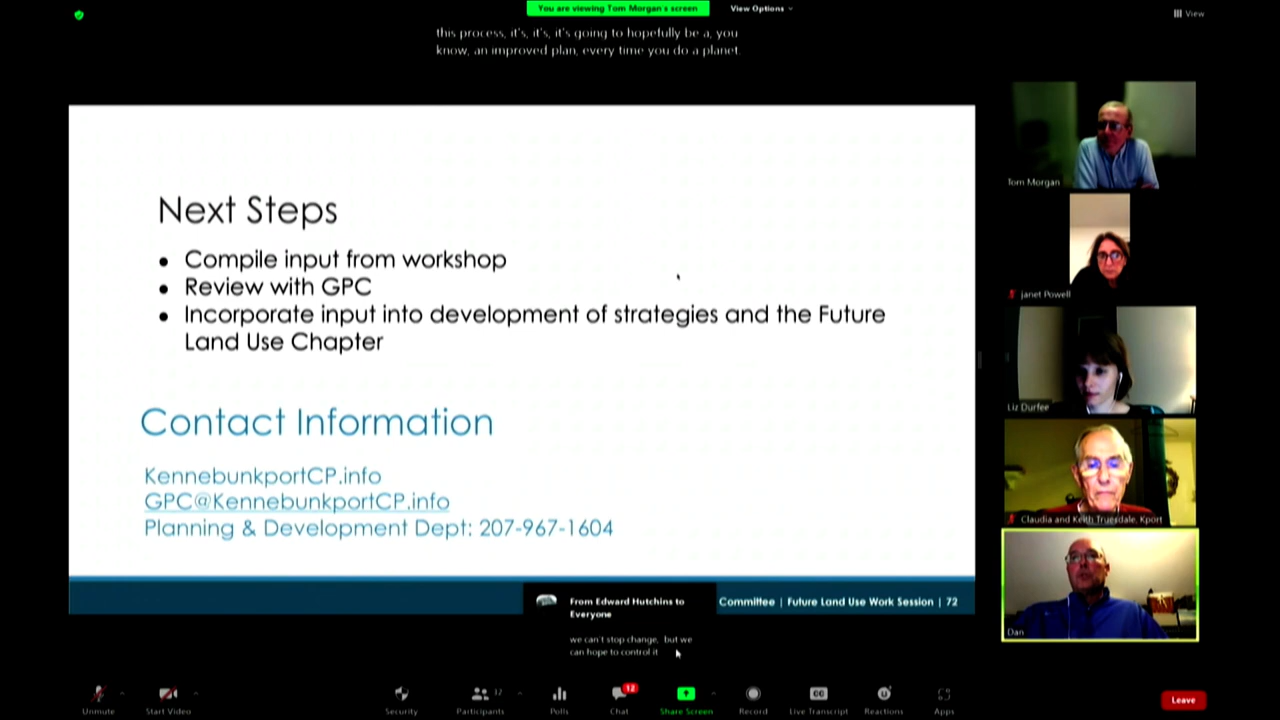 You are viewing Tom Morgan's screen
View Options
View
this process, it's, it's, it's going to hopefully be a, you
know, an improved plan, every time you do a planet.
Next Steps
• Compile input from workshop
• Review with GPC
• Incorporate input into development of strategies and the Future
Land Use Chapter
Contact Information
KennebunkportCP.info
GPC@KennebunkportCP.info
Planning & Development Dept: 207-967-1604
Committee | Future Land Use Work Session | 72
From Edward Hutchins to
Everyone
we can't stop change, but we
can hope to control it
Tom Morgan
janet Powell
Liz Durfee
Claudia and Keith Truesdale, Kport
Dan
Unmute
Start Video
Security
Participants
Polls
Chat
12
Share Screen
Record
CC
Live Transcript
Reactions
Apps
Leave